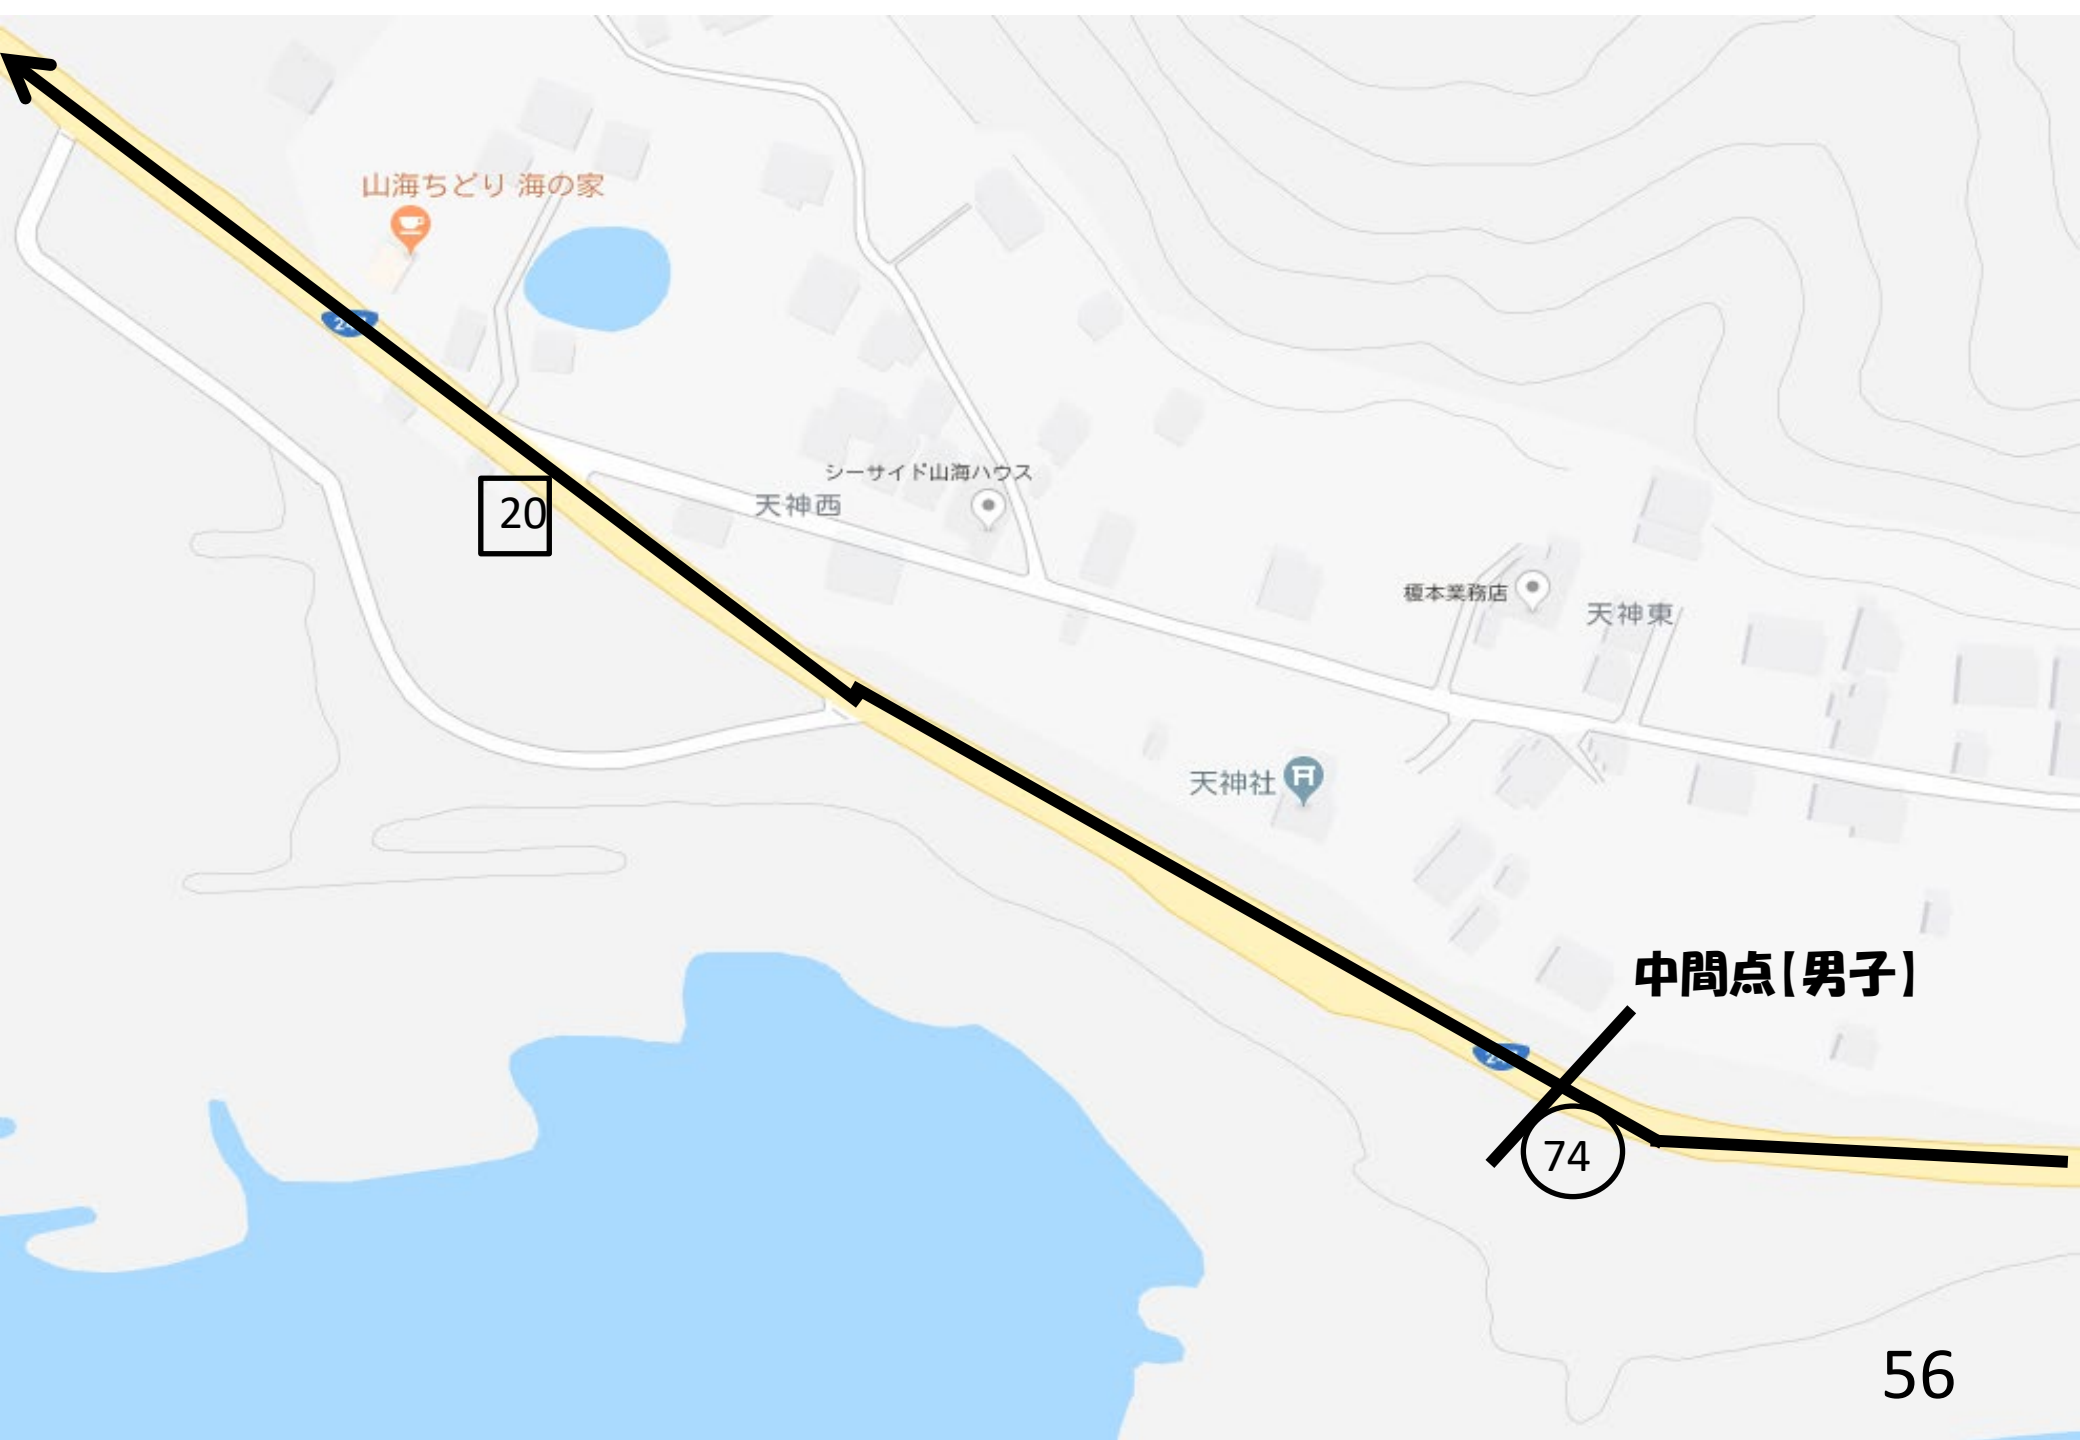 山海ちどり 海の家
20
シーサイド山海ハウス
天神西
榎本業務店
天神東
天神社
中間点【男子】
74
56